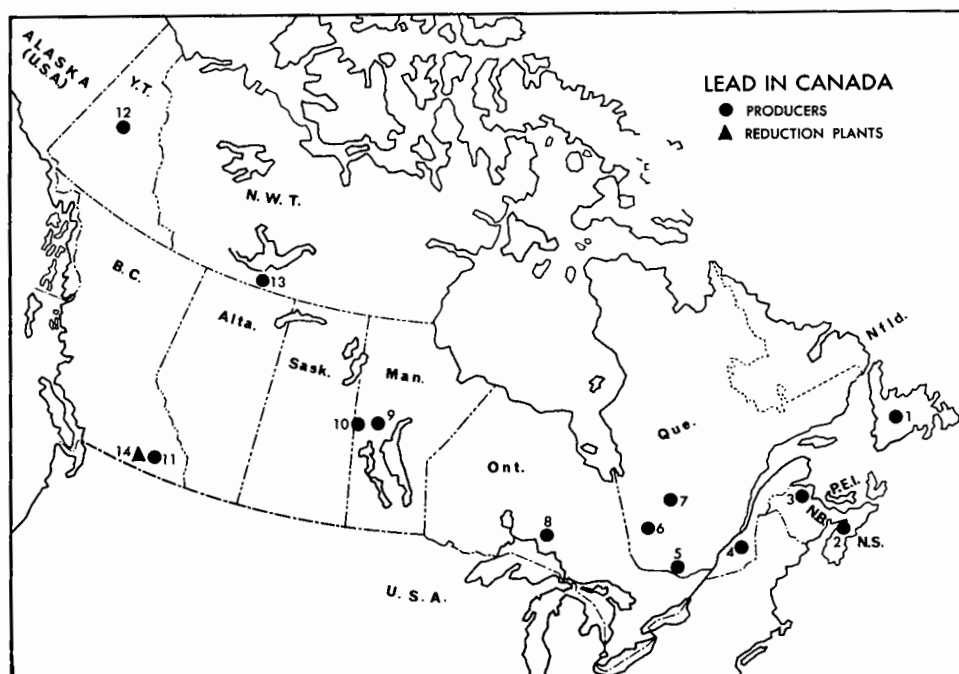 ALASKA
(U.S.A)
Y.T.
12
LEAD IN CANADA
PRODUCERS
REDUCTION PLANTS
N.W.T.
13
B.C.
Alta.
Sask.
Man.
10
9
14
11
Ont.
Que.
Nfld.
1
7
6
5
4
3
P.E.I.
N.B.
2
N.S.
8
U.S.A.